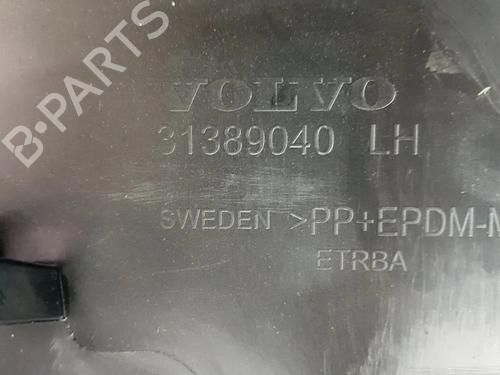 B-PARTS
VOLVO
31389040 LH
SWEDEN >PP+EPDM-M
ETRBA